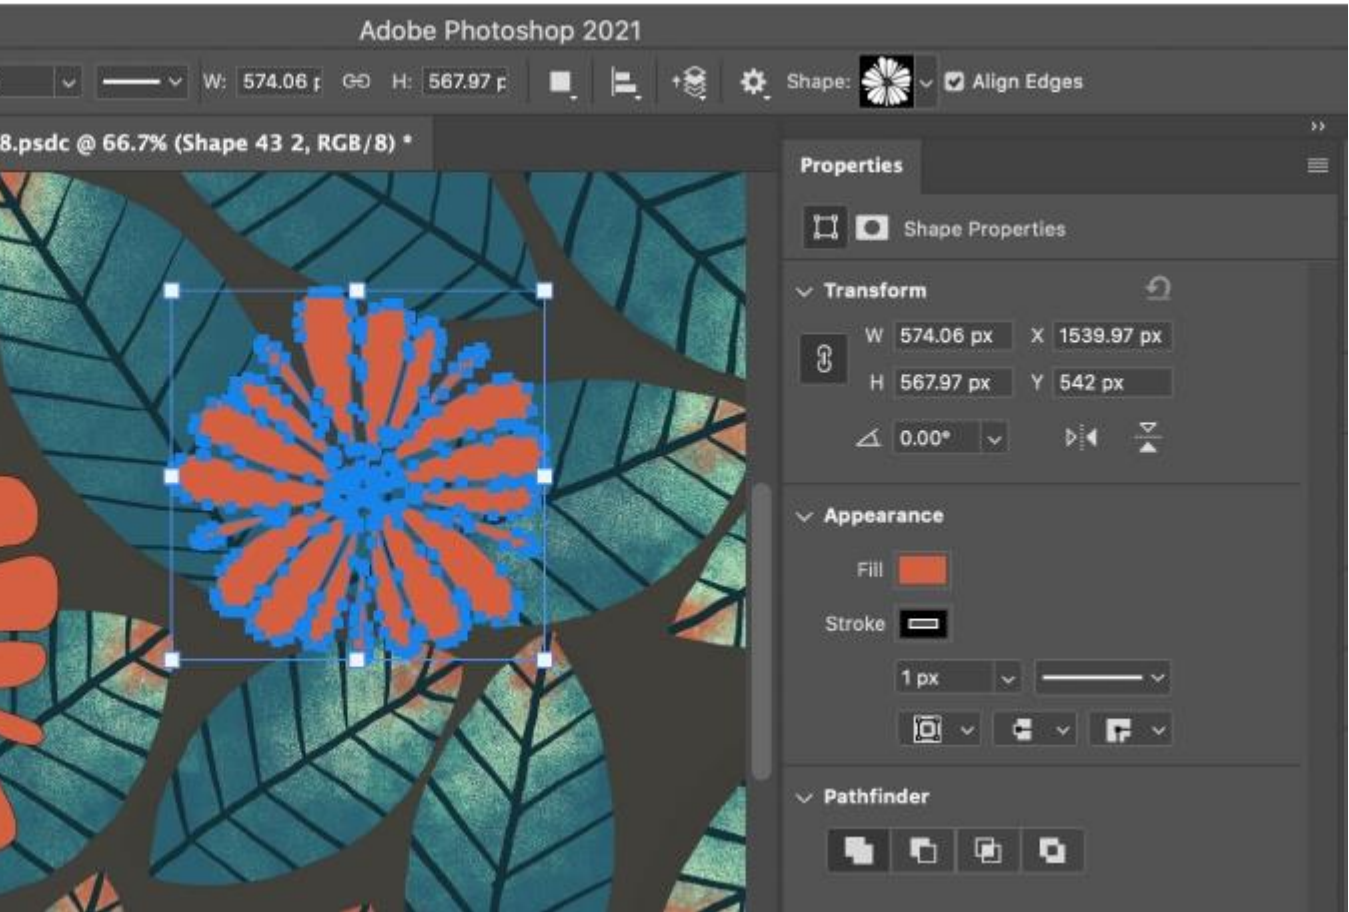 Adobe Photoshop 2021
W: 574.06 p H: 567.97 p Shape: Align Edges
8.psdc @ 66.7% (Shape 43 2, RGB/8) *
Properties
Shape Properties
Transform
W 574.06 px X 1539.97 px
H 567.97 px Y 542 px
0.00°
Appearance
Fill
Stroke
1 px
Pathfinder